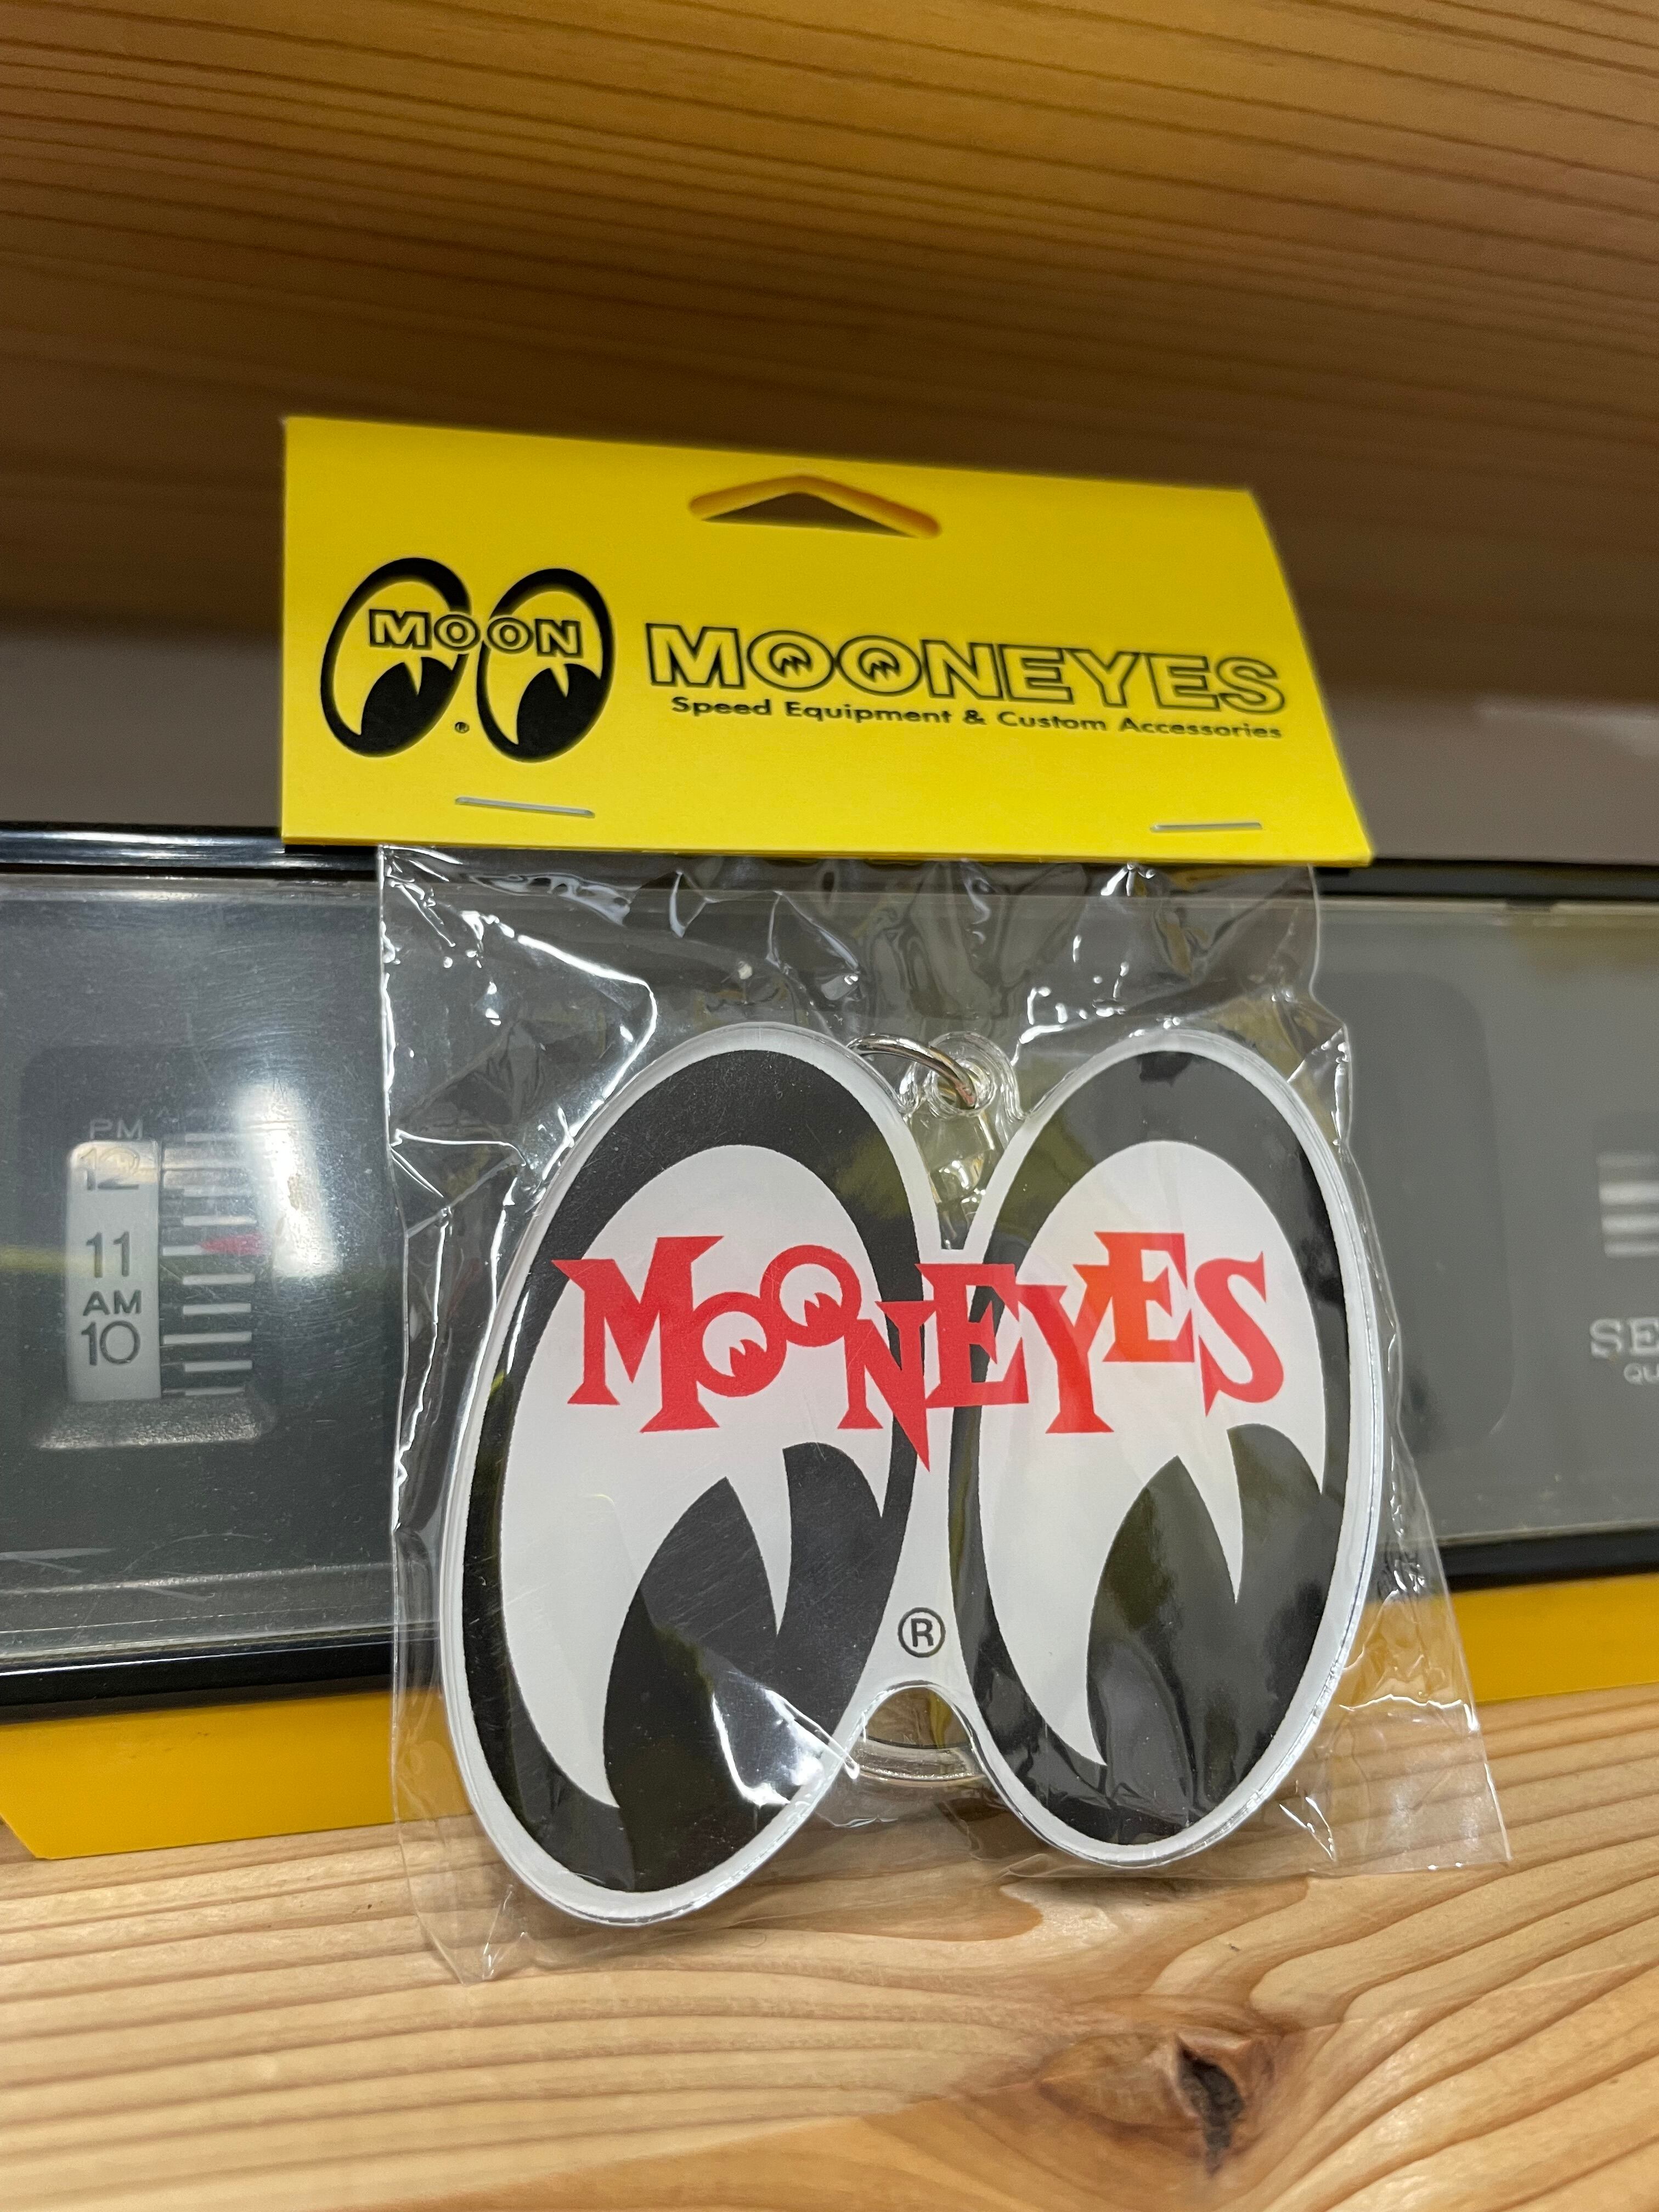 MOON
®
MOONEYES
Speed Equipment & Custom Accessories
PM
12
11
AM
10
MOONEYES
®